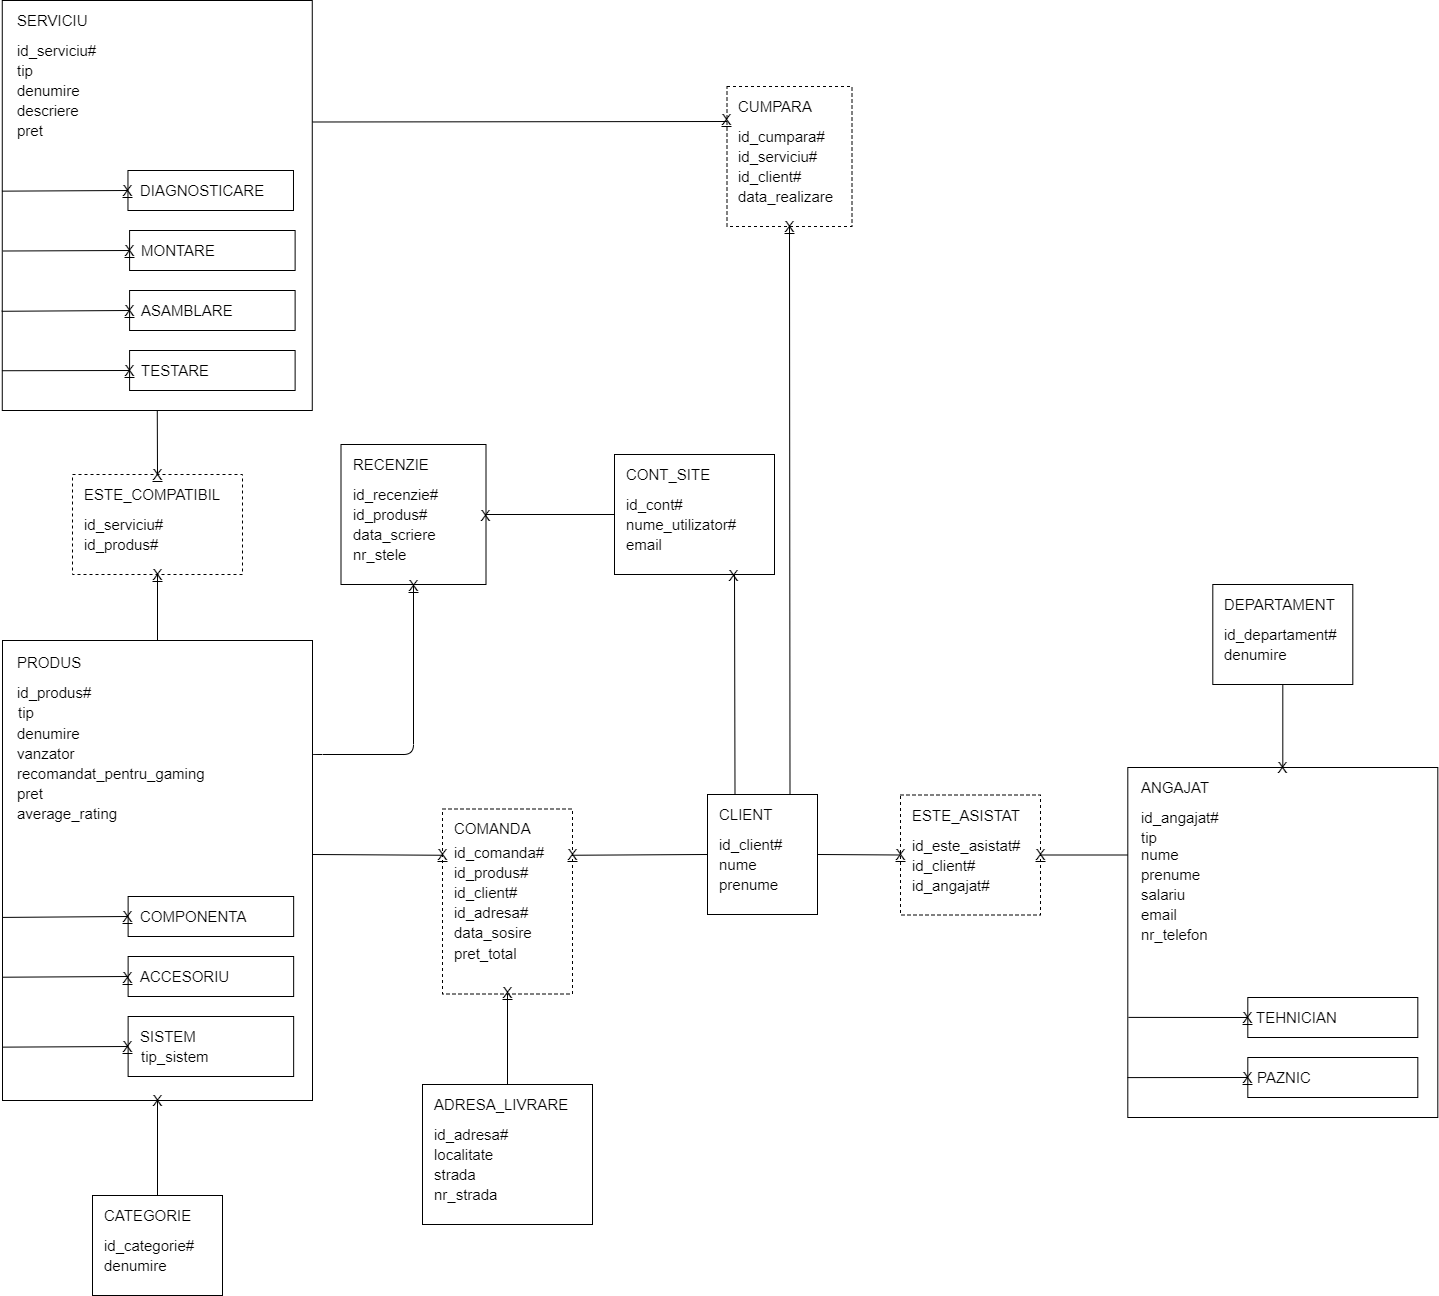 SERVICIU
id_serviciu#
tip
denumire
descriere
pret
DIAGNOSTICARE
MONTARE
ASAMBLARE
TESTARE
CUMPARA
id_cumpara#
id_serviciu#
id_client#
data_realizare
ESTE_COMPATIBIL
id_serviciu#
id_produs#
RECENZIE
id_recenzie#
id_produs#
data_scriere
nr_stele
CONT_SITE
id_cont#
nume_utilizator#
email
DEPARTAMENT
id_departament#
denumire
PRODUS
id_produs#
tip
denumire
vanzator
recomandat_pentru_gaming
pret
average_rating
COMPONENTA
ACCESORIU
SISTEM
tip_sistem
COMANDA
id_comanda#
id_produs#
id_client#
id_adresa#
data_sosire
pret_total
CLIENT
id_client#
nume
prenume
ESTE_ASISTAT
id_este_asistat#
id_client#
id_angajat#
ANGAJAT
id_angajat#
tip
nume
prenume
salariu
email
nr_telefon
TEHNICIAN
PAZNIC
ADRESA_LIVRARE
id_adresa#
localitate
strada
nr_strada
CATEGORIE
id_categorie#
denumire